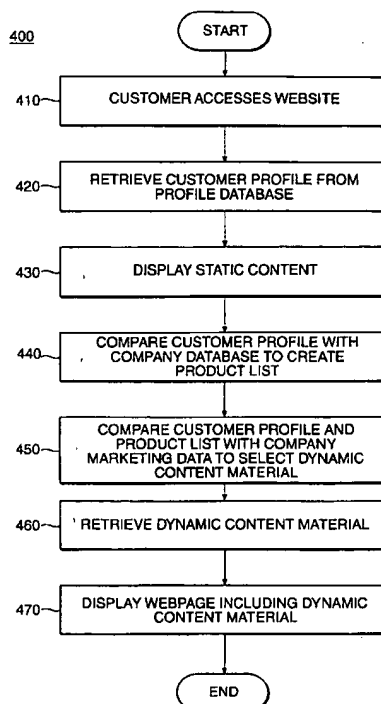 400
START
410
CUSTOMER ACCESSES WEBSITE
420
RETRIEVE CUSTOMER PROFILE FROM
PROFILE DATABASE
430
DISPLAY STATIC CONTENT
440
COMPARE CUSTOMER PROFILE WITH
COMPANY DATABASE TO CREATE
PRODUCT LIST
450
COMPARE CUSTOMER PROFILE AND
PRODUCT LIST WITH COMPANY
MARKETING DATA TO SELECT DYNAMIC
CONTENT MATERIAL
460
RETRIEVE DYNAMIC CONTENT MATERIAL
470
DISPLAY WEBPAGE INCLUDING DYNAMIC
CONTENT MATERIAL
END